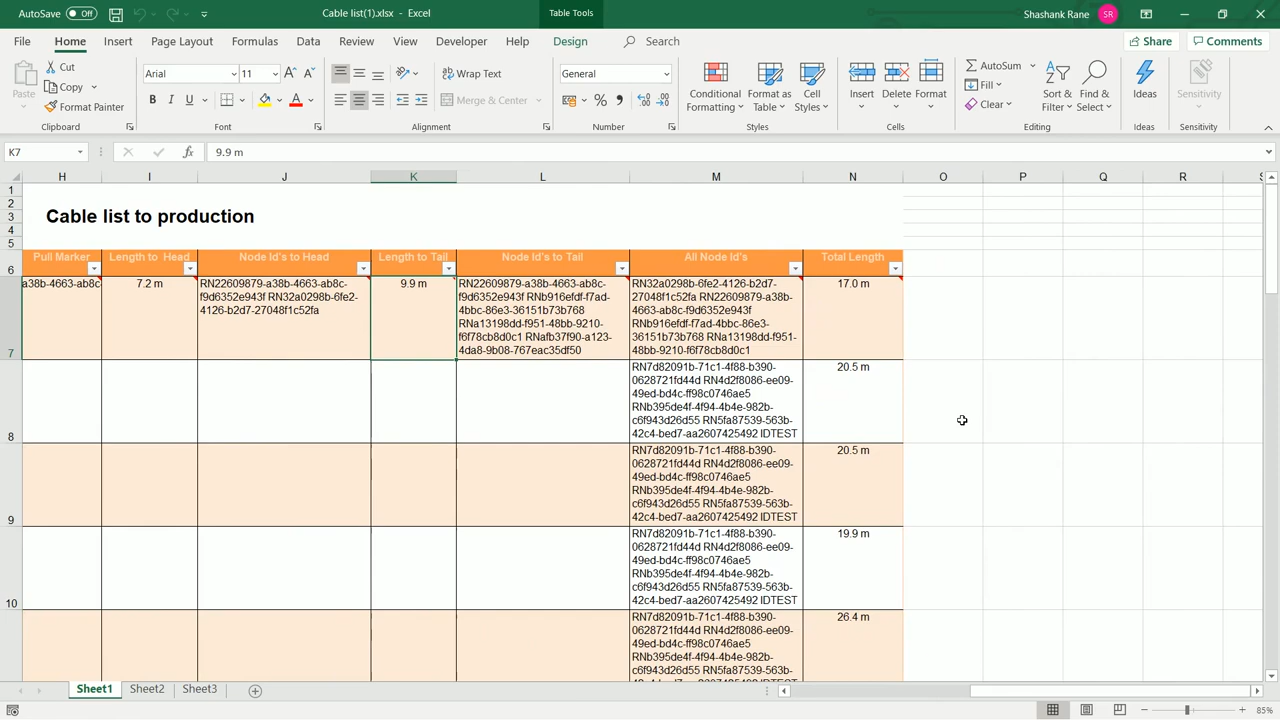 AutoSave Off Cable list(1).xlsx - Excel Table Tools Shashank Rane SR
File Home Insert Page Layout Formulas Data Review View Developer Help Design Search Share Comments
Paste Cut Copy Format Painter
Arial 11 Wrap Text General
B I U A Merge & Center % ,
Conditional Formatting Format as Table Cell Styles Insert Delete Format
AutoSum Fill Clear Sort & Filter Find & Select Ideas Sensitivity
Clipboard Font Alignment Number Styles Cells Editing Ideas Sensitivity
K7 fx 9.9 m
H I J K L M N O P Q R S
1
2
3
4
5
Cable list to production
6 Pull Marker Length to Head Node Id's to Head Length to Tail Node Id's to Tail All Node Id's Total Length
7
a38b-4663-ab8c
7.2 m
RN22609879-a38b-4663-ab8c-
f9d6352e943f RN32a0298b-6fe2-
4126-b2d7-27048f1c52fa
9.9 m
RN22609879-a38b-4663-ab8c-
f9d6352e943f RNb916efdf-f7ad-
4bbc-86e3-36151b73b768
RNa13198dd-f951-48bb-9210-
f6f78cb8d0c1 RNafb37f90-a123-
4da8-9b08-767eac35df50
RN32a0298b-6fe2-4126-b2d7-
27048f1c52fa RN22609879-a38b-
4663-ab8c-f9d6352e943f
RNb916efdf-f7ad-4bbc-86e3-
36151b73b768 RNa13198dd-f951-
48bb-9210-f6f78cb8d0c1
17.0 m
8
RN7d82091b-71c1-4f88-b390-
0628721fd44d RN4d2f8086-ee09-
49ed-bd4c-ff98c0746ae5
RNb395de4f-4f94-4b4e-982b-
c6f943d26d55 RN5fa87539-563b-
42c4-bed7-aa2607425492 IDTEST
20.5 m
9
RN7d82091b-71c1-4f88-b390-
0628721fd44d RN4d2f8086-ee09-
49ed-bd4c-ff98c0746ae5
RNb395de4f-4f94-4b4e-982b-
c6f943d26d55 RN5fa87539-563b-
42c4-bed7-aa2607425492 IDTEST
20.5 m
10
RN7d82091b-71c1-4f88-b390-
0628721fd44d RN4d2f8086-ee09-
49ed-bd4c-ff98c0746ae5
RNb395de4f-4f94-4b4e-982b-
c6f943d26d55 RN5fa87539-563b-
42c4-bed7-aa2607425492 IDTEST
19.9 m
RN7d82091b-71c1-4f88-b390-
0628721fd44d RN4d2f8086-ee09-
49ed-bd4c-ff98c0746ae5
RNb395de4f-4f94-4b4e-982b-
c6f943d26d55 RN5fa87539-563b-
26.4 m
Sheet1 Sheet2 Sheet3
85%